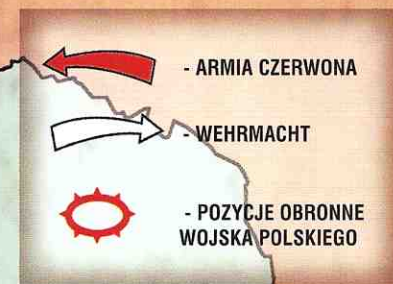 - ARMIA CZERWONA
- WEHRMACHT
- POZYCJE OBRONNE
WOJSKA POLSKIEGO